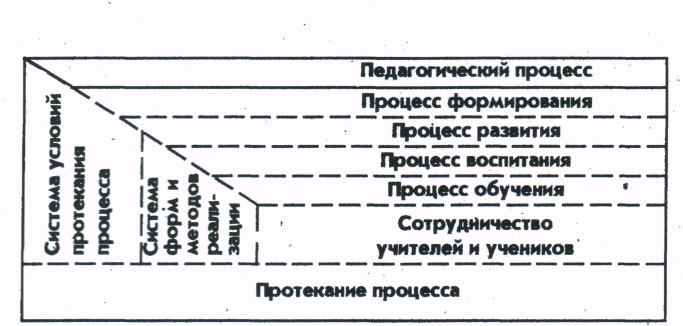 Педагогический процесс
Процесс формирования
Процесс развития
Процесс воспитания
Процесс обучения
Система условий
протекания
процесса
Система
форм и
методов
реали-
зации
Сотрудничество
учителей и учеников
Протекание процесса